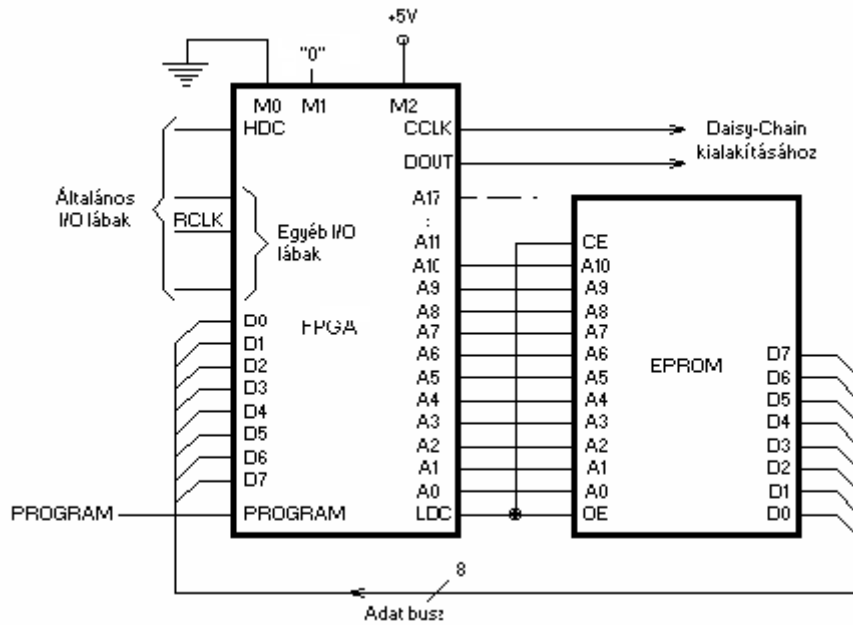 +5V
"0"
M0 M1 M2
HDC
CCLK
DOUT
Daisy-Chain
kialakításához
Általános
I/O lábak
RCLK
Egyéb I/O
lábak
A17
:
A11
A10
A9
A8
A7
A6
A5
A4
A3
A2
A1
A0
LDC
D0
D1
D2
D3
D4
D5
D6
D7
FPGA
PROGRAM
PROGRAM
CE
A10
A9
A8
A7
A6
A5
A4
A3
A2
A1
A0
OE
EPROM
D7
D6
D5
D4
D3
D2
D1
D0
8
Adat busz